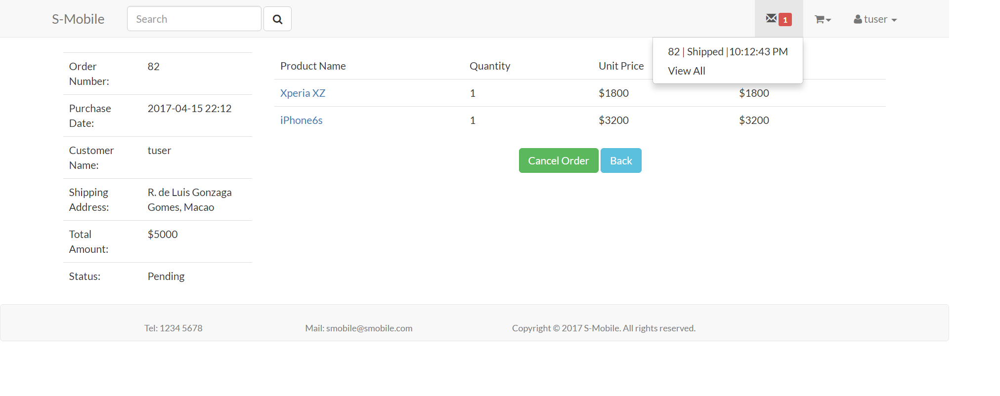 S-Mobile Search 1 tuser
82 | Shipped |10:12:43 PM
View All
Order Number: 82
Purchase Date: 2017-04-15 22:12
Customer Name: tuser
Shipping Address: R. de Luis Gonzaga Gomes, Macao
Total Amount: $5000
Status: Pending
Product Name Quantity Unit Price
Xperia XZ 1 $1800 $1800
iPhone6s 1 $3200 $3200
Cancel Order Back
Tel: 1234 5678 Mail: smobile@smobile.com Copyright © 2017 S-Mobile. All rights reserved.